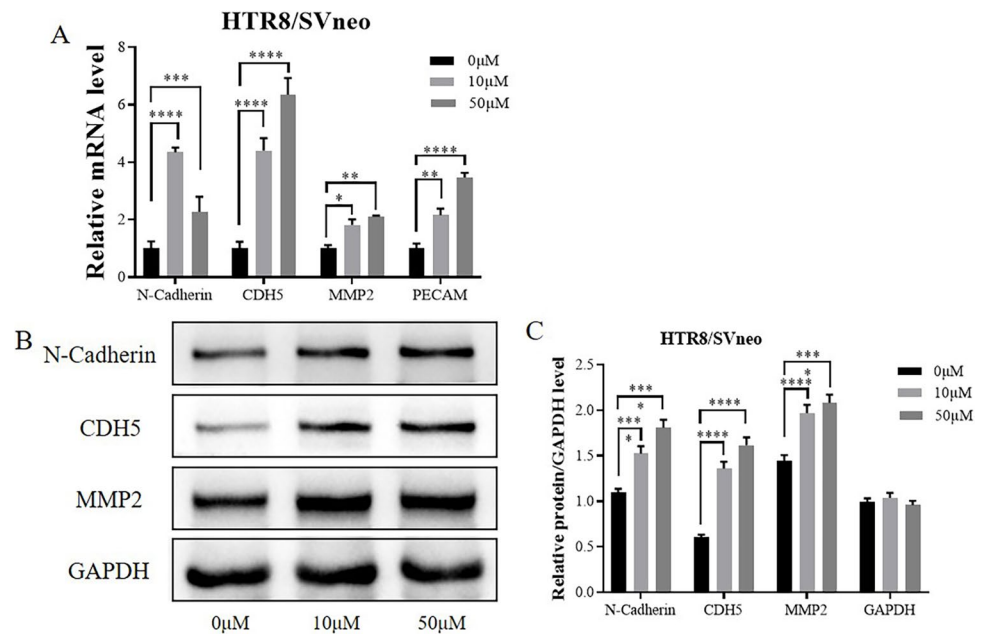 A
HTR8/SVneo
Relative mRNA level
8
6
4
2
0
0μM
10μM
50μM
***
****
****
****
**
*
****
**
N-Cadherin CDH5 MMP2 PECAM
B
N-Cadherin
CDH5
MMP2
GAPDH
0μM 10μM 50μM
C
HTR8/SVneo
Relative protein/GAPDH level
2.5
2.0
1.5
1.0
0.5
0.0
0μM
10μM
50μM
***
*
***
*
****
****
***
*
****
N-Cadherin CDH5 MMP2 GAPDH